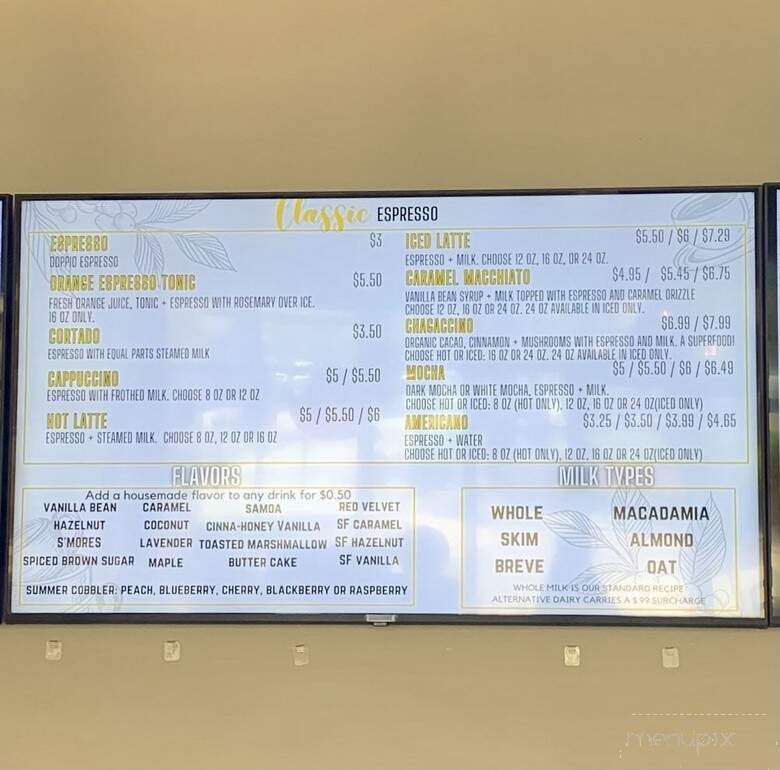 Classic ESPRESSO
ESPRESSO $3
DOPPIO ESPRESSO
ORANGE ESPRESSO TONIC $5.50
FRESH ORANGE JUICE, TONIC + ESPRESSO WITH ROSEMARY OVER ICE.
16 OZ ONLY.
CORTADO $3.50
ESPRESSO WITH EQUAL PARTS STEAMED MILK
CAPPUCCINO $5 / $5.50
ESPRESSO WITH FROTHED MILK. CHOOSE 8 OZ OR 12 OZ
HOT LATTE $5 / $5.50 / $6
ESPRESSO + STEAMED MILK. CHOOSE 8 OZ, 12 OZ OR 16 OZ
ICED LATTE $5.50 / $6 / $7.29
ESPRESSO + MILK. CHOOSE 12 OZ, 16 OZ, OR 24 OZ.
CARAMEL MACCHIATO $4.95 / $5.45 / $6.75
VANILLA BEAN SYRUP + MILK TOPPED WITH ESPRESSO AND CARAMEL DRIZZLE
CHOOSE 12 OZ, 16 OZ OR 24 OZ. 24 OZ AVAILABLE IN ICED ONLY.
CHAGACCINO $6.99 / $7.99
ORGANIC CACAO, CINNAMON + MUSHROOMS WITH ESPRESSO AND MILK. A SUPERFOOD!
CHOOSE HOT OR ICED: 16 OZ OR 24 OZ. 24 OZ AVAILABLE IN ICED ONLY.
MOCHA $5 / $5.50 / $6 / $6.49
DARK MOCHA OR WHITE MOCHA, ESPRESSO + MILK.
CHOOSE HOT OR ICED: 8 OZ (HOT ONLY), 12 OZ, 16 OZ OR 24 OZ(ICED ONLY)
AMERICANO $3.25 / $3.50 / $3.99 / $4.65
ESPRESSO + WATER
CHOOSE HOT OR ICED: 8 OZ (HOT ONLY), 12 OZ, 16 OZ OR 24 OZ(ICED ONLY)
FLAVORS
Add a housemade flavor to any drink for $0.50
VANILLA BEAN CARAMEL SAMOA RED VELVET
HAZELNUT COCONUT CINNA-HONEY VANILLA SF CARAMEL
S'MORES LAVENDER TOASTED MARSHMALLOW SF HAZELNUT
SPICED BROWN SUGAR MAPLE BUTTER CAKE SF VANILLA
SUMMER COBBLER: PEACH, BLUEBERRY, CHERRY, BLACKBERRY OR RASPBERRY
MILK TYPES
WHOLE MACADAMIA
SKIM ALMOND
BREVE OAT
WHOLE MILK IS OUR STANDARD RECIPE
ALTERNATIVE DAIRY CARRIES A $.99 SURCHARGE
menupix